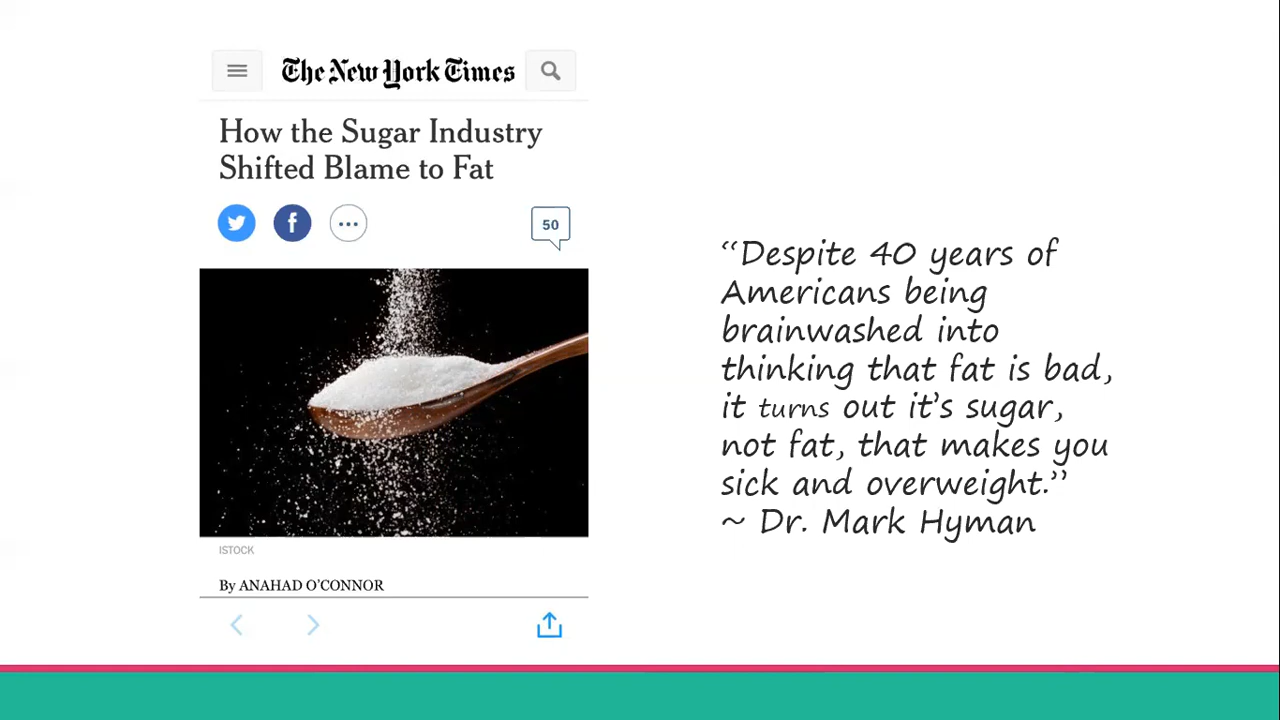 The New York Times
How the Sugar Industry
Shifted Blame to Fat
50
ISTOCK
By ANAHAD O'CONNOR
“Despite 40 years of
Americans being
brainwashed into
thinking that fat is bad,
it turns out it’s sugar,
not fat, that makes you
sick and overweight.”
~ Dr. Mark Hyman